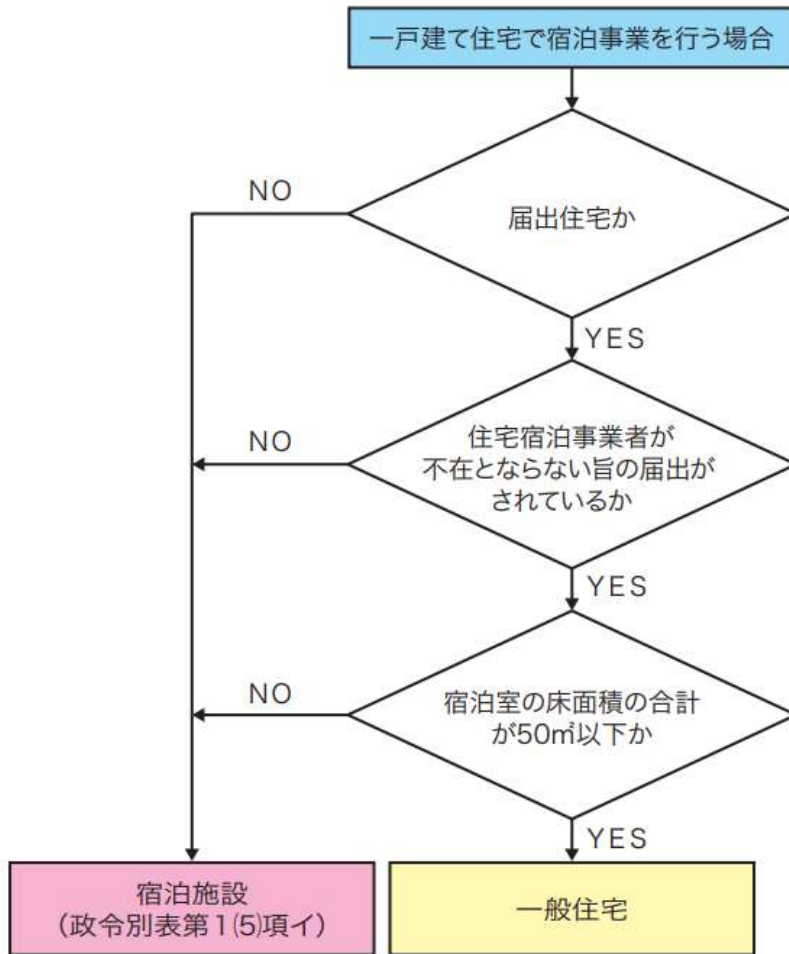 一戸建て住宅で宿泊事業を行う場合
NO
届出住宅か
YES
NO
住宅宿泊事業者が
不在とならない旨の届出が
されているか
YES
NO
宿泊室の床面積の合計
が50㎡以下か
YES
宿泊施設
（政令別表第1⑸項イ）
一般住宅